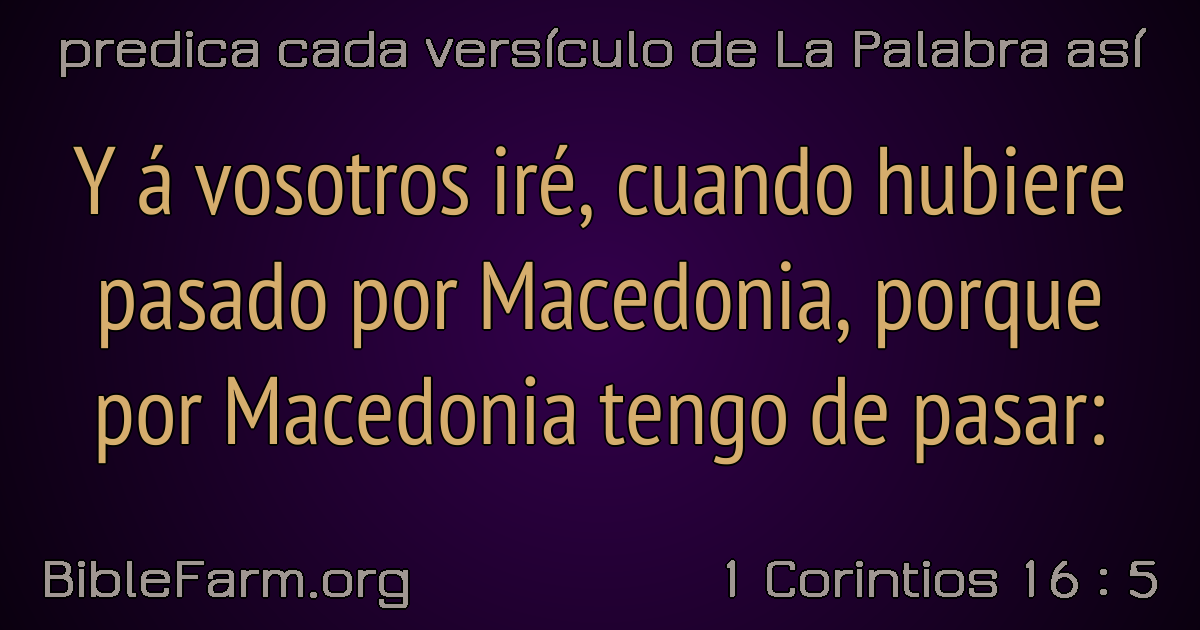 predica cada versículo de La Palabra así
Y á vosotros iré, cuando hubiere
pasado por Macedonia, porque
por Macedonia tengo de pasar:
BibleFarm.org
1 Corintios 16 : 5